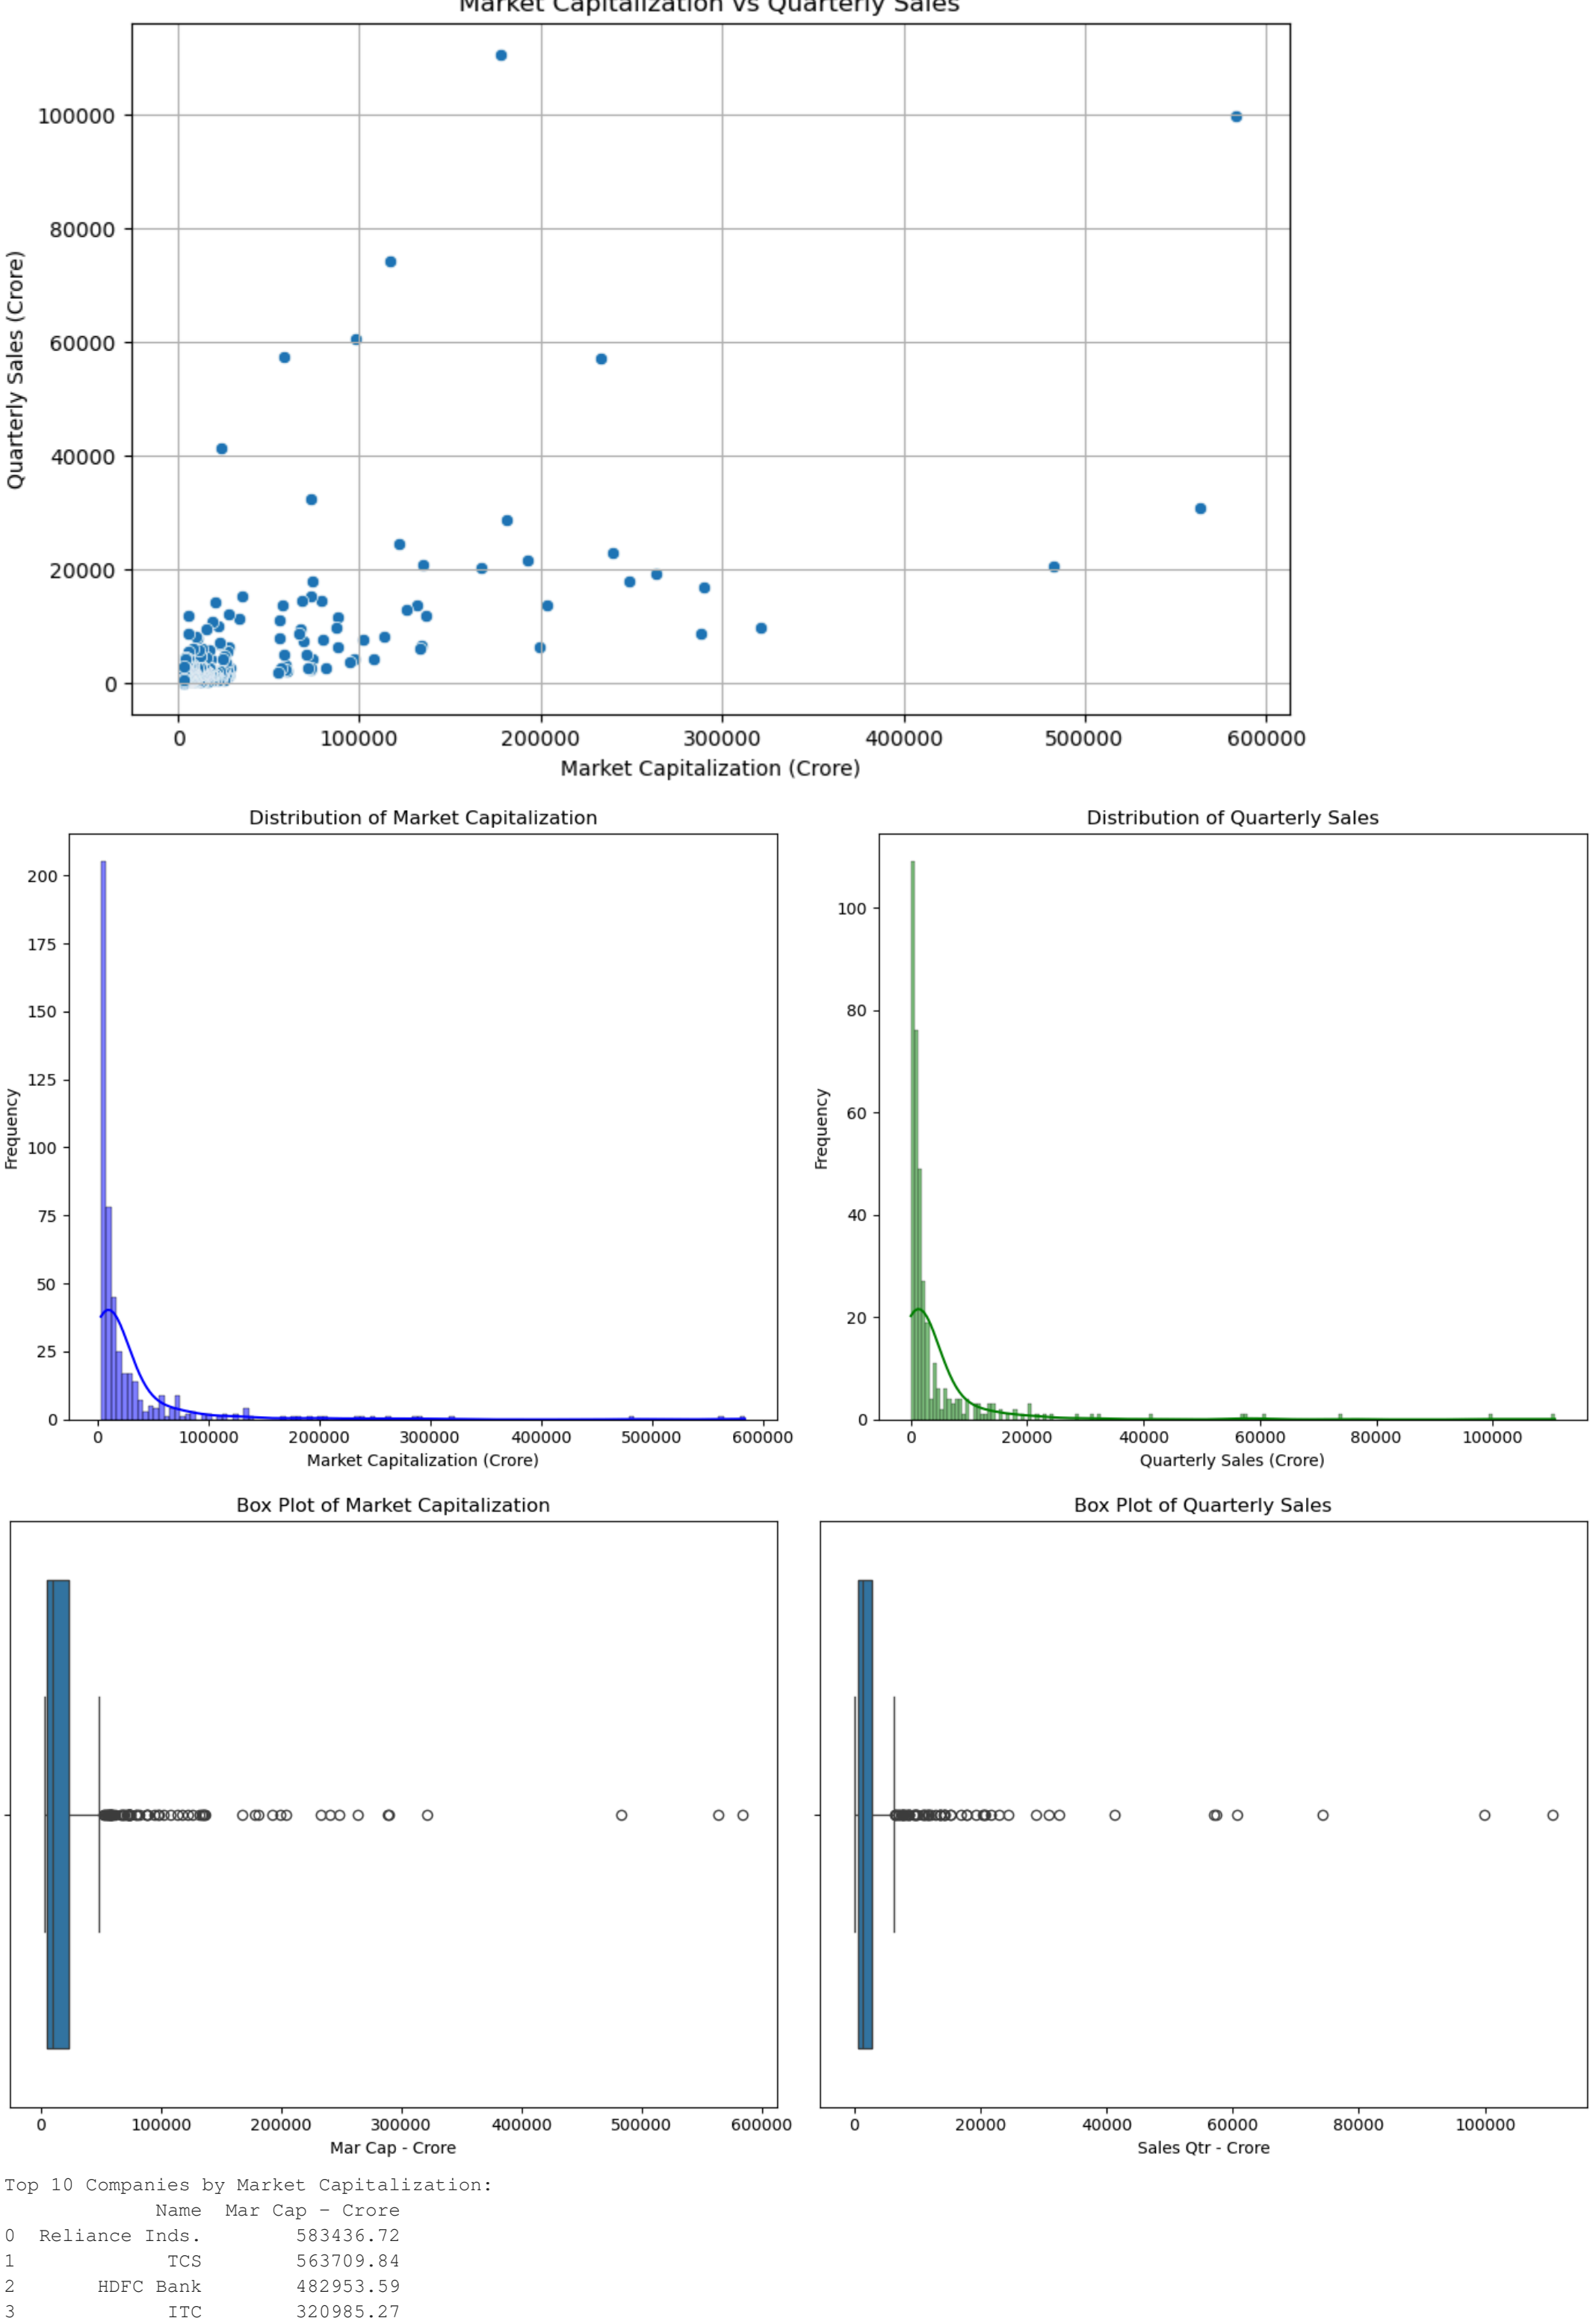 Market Capitalization vs Quarterly Sales
100000
80000
60000
40000
20000
0
Quarterly Sales (Crore)
0 100000 200000 300000 400000 500000 600000
Market Capitalization (Crore)
Distribution of Market Capitalization
200
175
150
125
100
75
50
25
0
Frequency
0 100000 200000 300000 400000 500000 600000
Market Capitalization (Crore)
Distribution of Quarterly Sales
100
80
60
40
20
0
Frequency
0 20000 40000 60000 80000 100000
Quarterly Sales (Crore)
Box Plot of Market Capitalization
0 100000 200000 300000 400000 500000 600000
Mar Cap - Crore
Box Plot of Quarterly Sales
0 20000 40000 60000 80000 100000
Sales Qtr - Crore
Top 10 Companies by Market Capitalization:
Name Mar Cap - Crore
0 Reliance Inds. 583436.72
1 TCS 563709.84
2 HDFC Bank 482953.59
3 ITC 320985.27